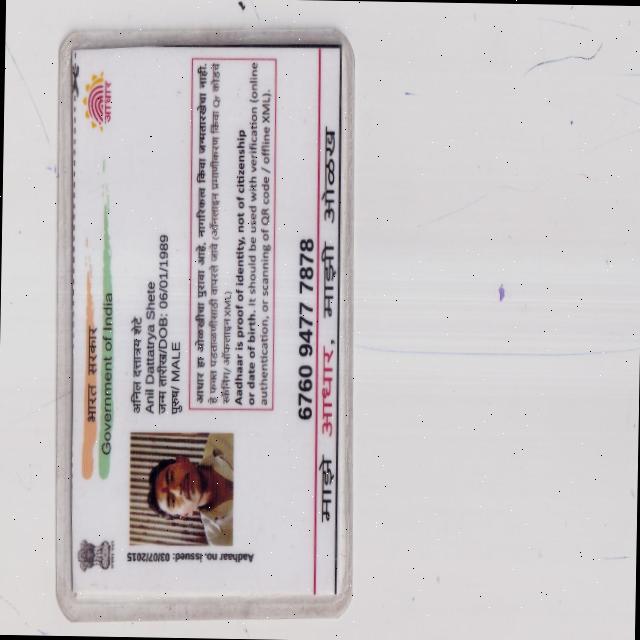 भारत सरकार
Government of India
आधार
अनिल दत्तात्रय शेटे
Anil Dattatrya Shete
जन्म तारीख/DOB: 06/01/1989
पुरुष/ MALE
Aadhaar no. issued: 03/07/2015
आधार हा ओळखीचा पुरावा आहे, नागरिकत्व किंवा जन्मतारखेचा नाही.
हे फक्त पडताळणीसाठी वापरले जावे (ऑनलाइन प्रमाणीकरण किंवा QR कोडचे
स्कॅनिंग/ ऑफलाइन XML)
Aadhaar is proof of identity, not of citizenship
or date of birth. It should be used with verification (online
authentication, or scanning of QR code / offline XML).
6760 9477 7878
माझे आधार, माझी ओळख